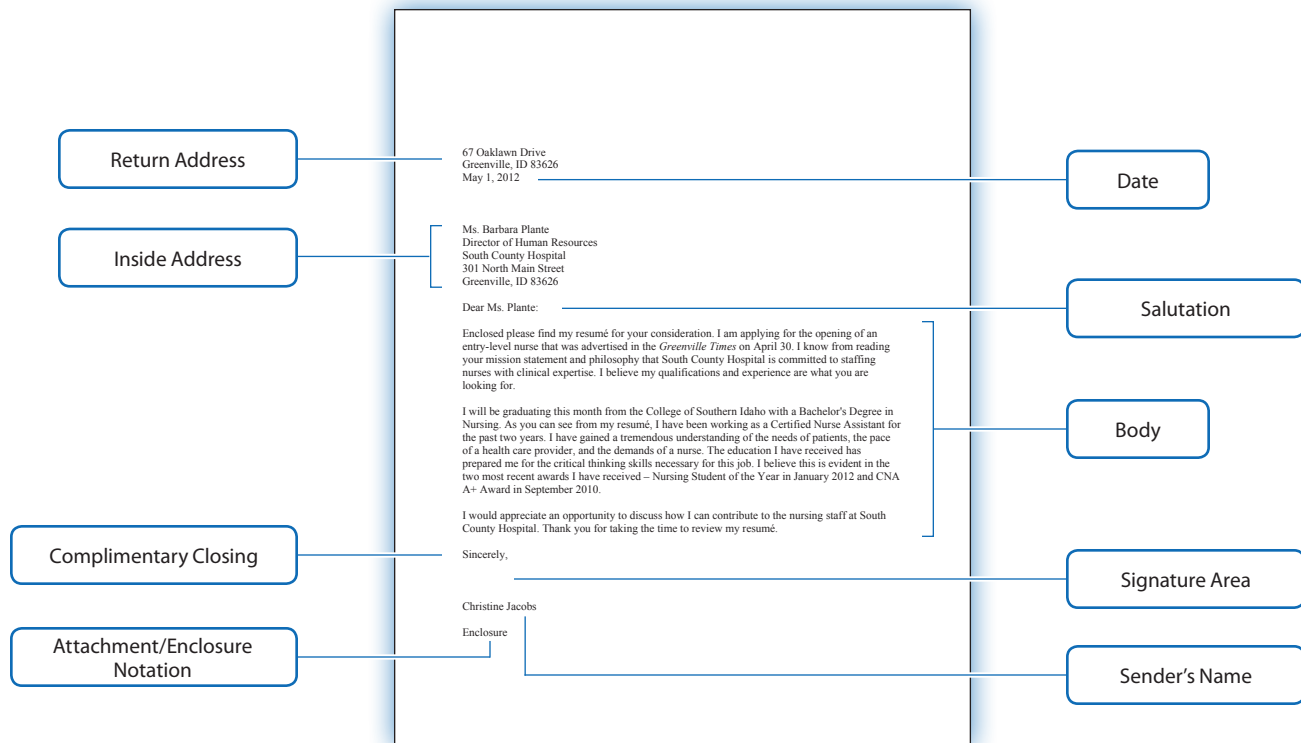 Return Address
67 Oaklawn Drive
Greenville, ID 83626
May 1, 2012
Date
Inside Address
Ms. Barbara Plante
Director of Human Resources
South County Hospital
301 North Main Street
Greenville, ID 83626
Dear Ms. Plante:
Salutation
Enclosed please find my resumé for your consideration. I am applying for the opening of an
entry-level nurse that was advertised in the Greenville Times on April 30. I know from reading
your mission statement and philosophy that South County Hospital is committed to staffing
nurses with clinical expertise. I believe my qualifications and experience are what you are
looking for.
I will be graduating this month from the College of Southern Idaho with a Bachelor's Degree in
Nursing. As you can see from my resumé, I have been working as a Certified Nurse Assistant for
the past two years. I have gained a tremendous understanding of the needs of patients, the pace
of a health care provider, and the demands of a nurse. The education I have received has
prepared me for the critical thinking skills necessary for this job. I believe this is evident in the
two most recent awards I have received – Nursing Student of the Year in January 2012 and CNA
A+ Award in September 2010.
I would appreciate an opportunity to discuss how I can contribute to the nursing staff at South
County Hospital. Thank you for taking the time to review my resumé.
Body
Complimentary Closing
Sincerely,
Signature Area
Christine Jacobs
Enclosure
Attachment/Enclosure
Notation
Sender's Name